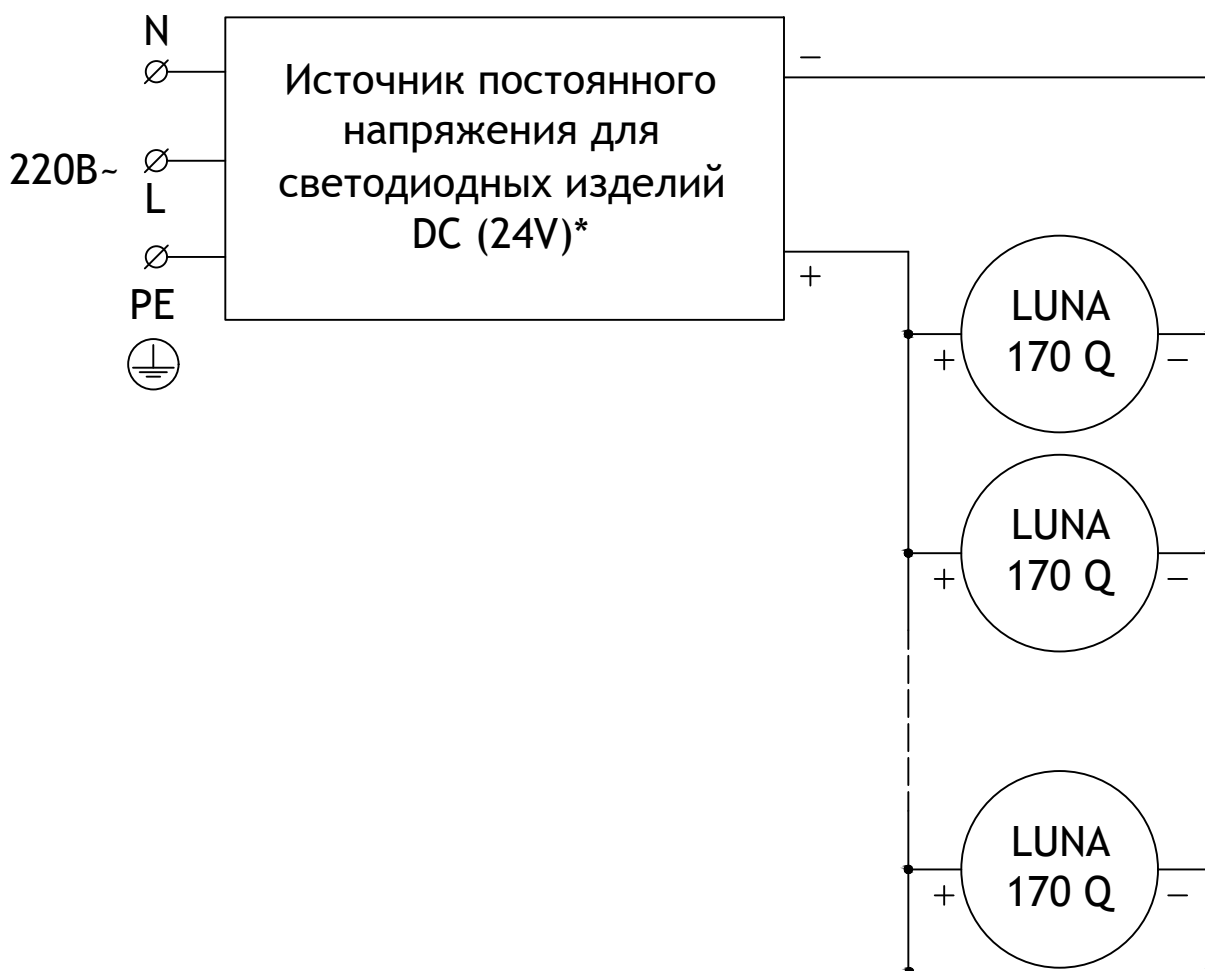 N
220В~
L
PE
Источник постоянного
напряжения для
светодиодных изделий
DC (24V)*
−
+
LUNA
170 Q
+
−
LUNA
170 Q
+
−
LUNA
170 Q
+
−